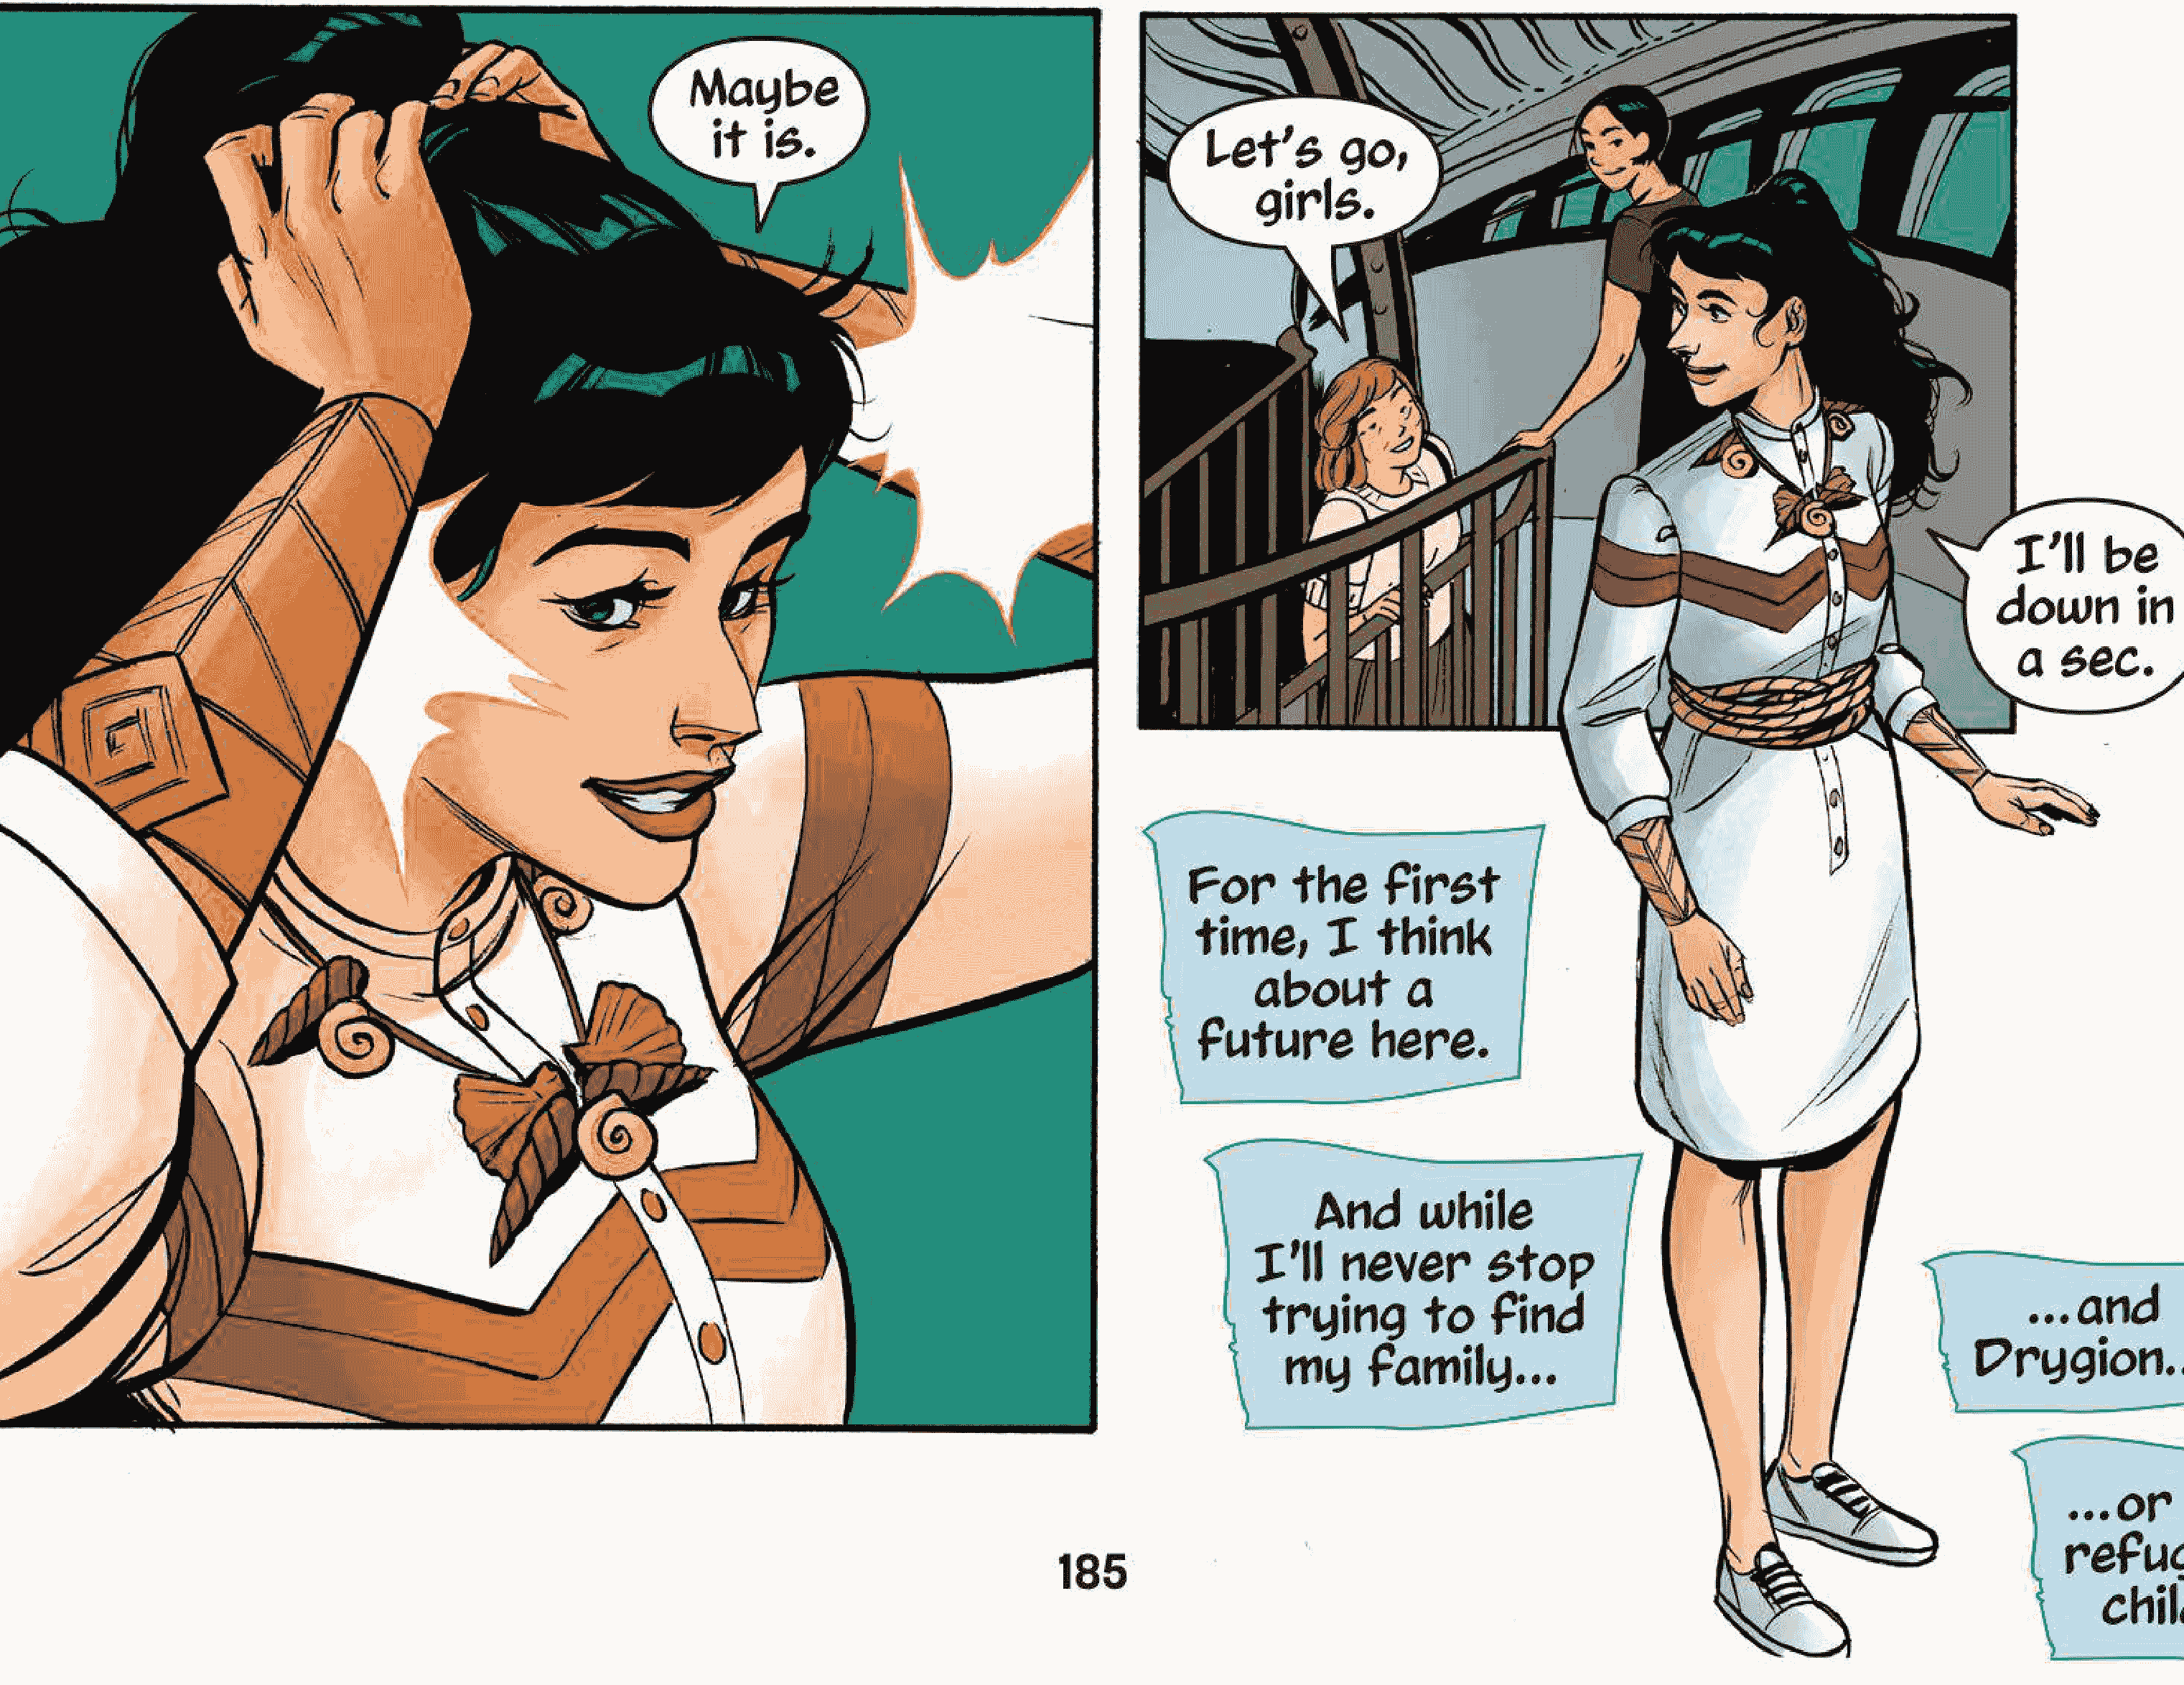 Maybe
it is.
Let's go,
girls.
I'll be
down in
a sec.
For the first
time, I think
about a
future here.
And while
I'll never stop
trying to find
my family...
...and
Drygion..
...or
185